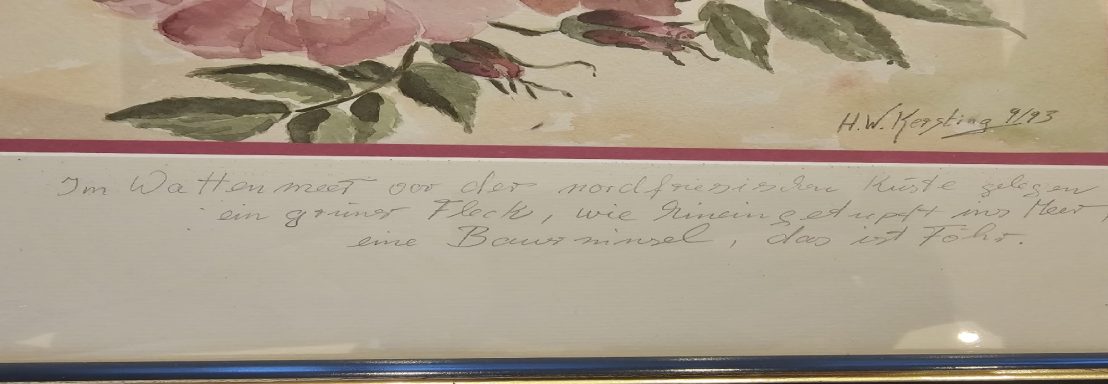 H.W. Kersting 9/93
Im Wattenmeer vor der nordfriesischen Küste gelegen
ein grüner Fleck, wie hineingetupft ins Meer,
eine Bauerninsel, das ist Föhr.